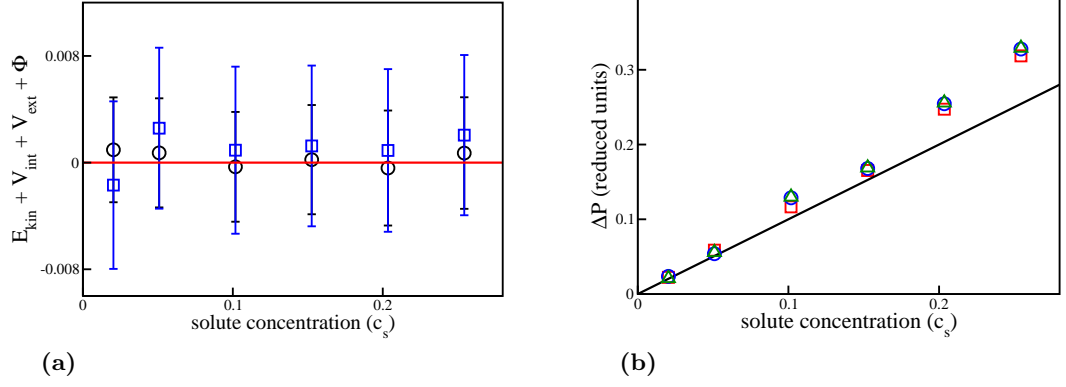 E_kin + V_int + V_ext + Φ
0.008
0
-0.008
0
0.1
0.2
solute concentration (c_s)
(a)
ΔP (reduced units)
0.3
0.2
0.1
0
0
0.1
0.2
solute concentration (c_s)
(b)